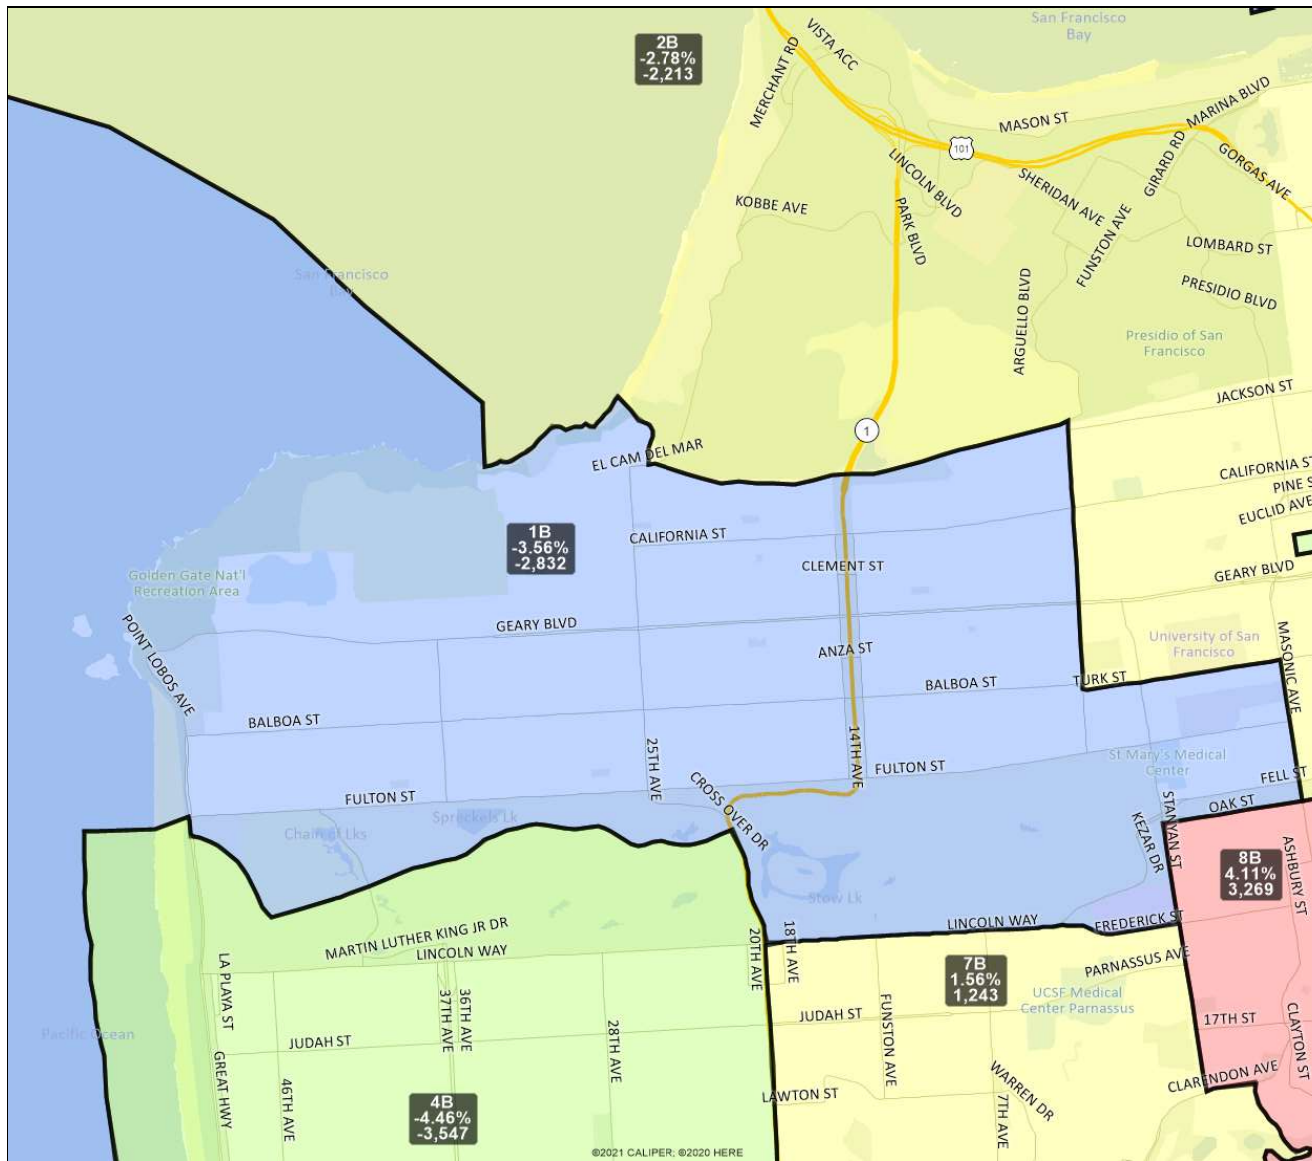 San Francisco
Bay
2B
-2.78%
-2,213
VISTA ACC
MERCHANT RD
MASON ST
MARINA BLVD
101
LINCOLN BLVD
SHERIDAN AVE
GIRARD RD
GORGAS AVE
KOBBE AVE
PARK BLVD
FUNSTON AVE
LOMBARD ST
PRESIDIO BLVD
San Francisco
Bay
ARGUELLO BLVD
Presidio of San
Francisco
JACKSON ST
1
EL CAM DEL MAR
CALIFORNIA ST
PINE S
EUCLID AVE
1B
-3.56%
-2,832
CALIFORNIA ST
CLEMENT ST
GEARY BLVD
Golden Gate Nat'l
Recreation Area
POINT LOBOS AVE
GEARY BLVD
ANZA ST
University of San
Francisco
MASONIC AVE
TURK ST
BALBOA ST
BALBOA ST
25TH AVE
14TH AVE
FULTON ST
St Mary's Medical
Center
FELL ST
FULTON ST
CROSS OVER DR
OAK ST
Chain of Lks
Spreckels Lk
STANYAN ST
KEZAR DR
8B
4.11%
3,269
ASHBURY ST
Stow Lk
MARTIN LUTHER KING JR DR
LINCOLN WAY
LINCOLN WAY
FREDERICK ST
20TH AVE
18TH AVE
PARNASSUS AVE
7B
1.56%
1,243
UCSF Medical
Center Parnassus
LA PLAYA ST
37TH AVE
36TH AVE
Pacific Ocean
JUDAH ST
28TH AVE
JUDAH ST
FUNSTON AVE
17TH ST
CLAYTON ST
GREAT HWY
46TH AVE
LAWTON ST
WARREN DR
7TH AVE
CLARENDON AVE
4B
-4.46%
-3,547
©2021 CALIPER; ©2020 HERE